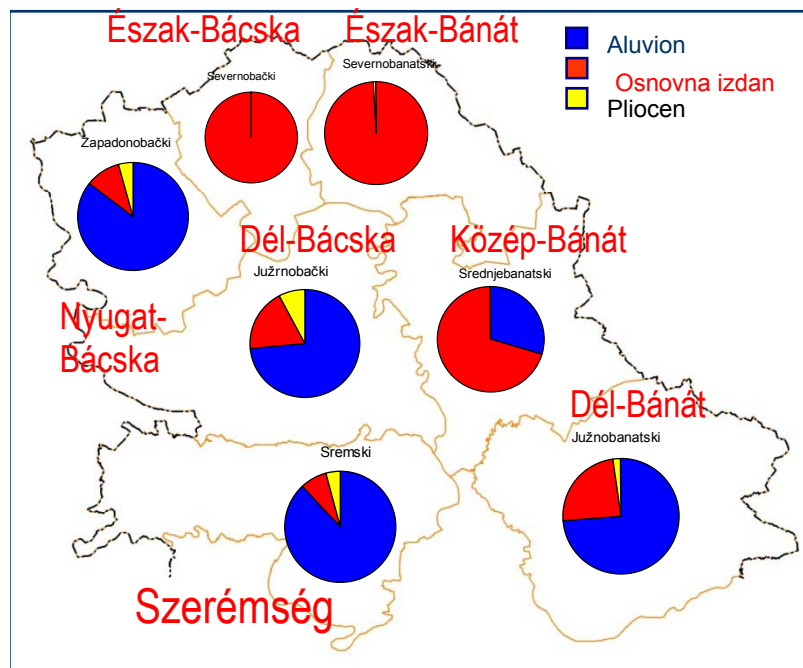 Észak-Bácska
Észak-Bánát
Aluvion
Osnovna izdan
Pliocen
Severnobački
Severnobanatski
Zapadonobački
Dél-Bácska
Közép-Bánát
Južrnobački
Srednjebanatski
Nyugat-
Bácska
Dél-Bánát
Južnobanatski
Sremski
Szerémség